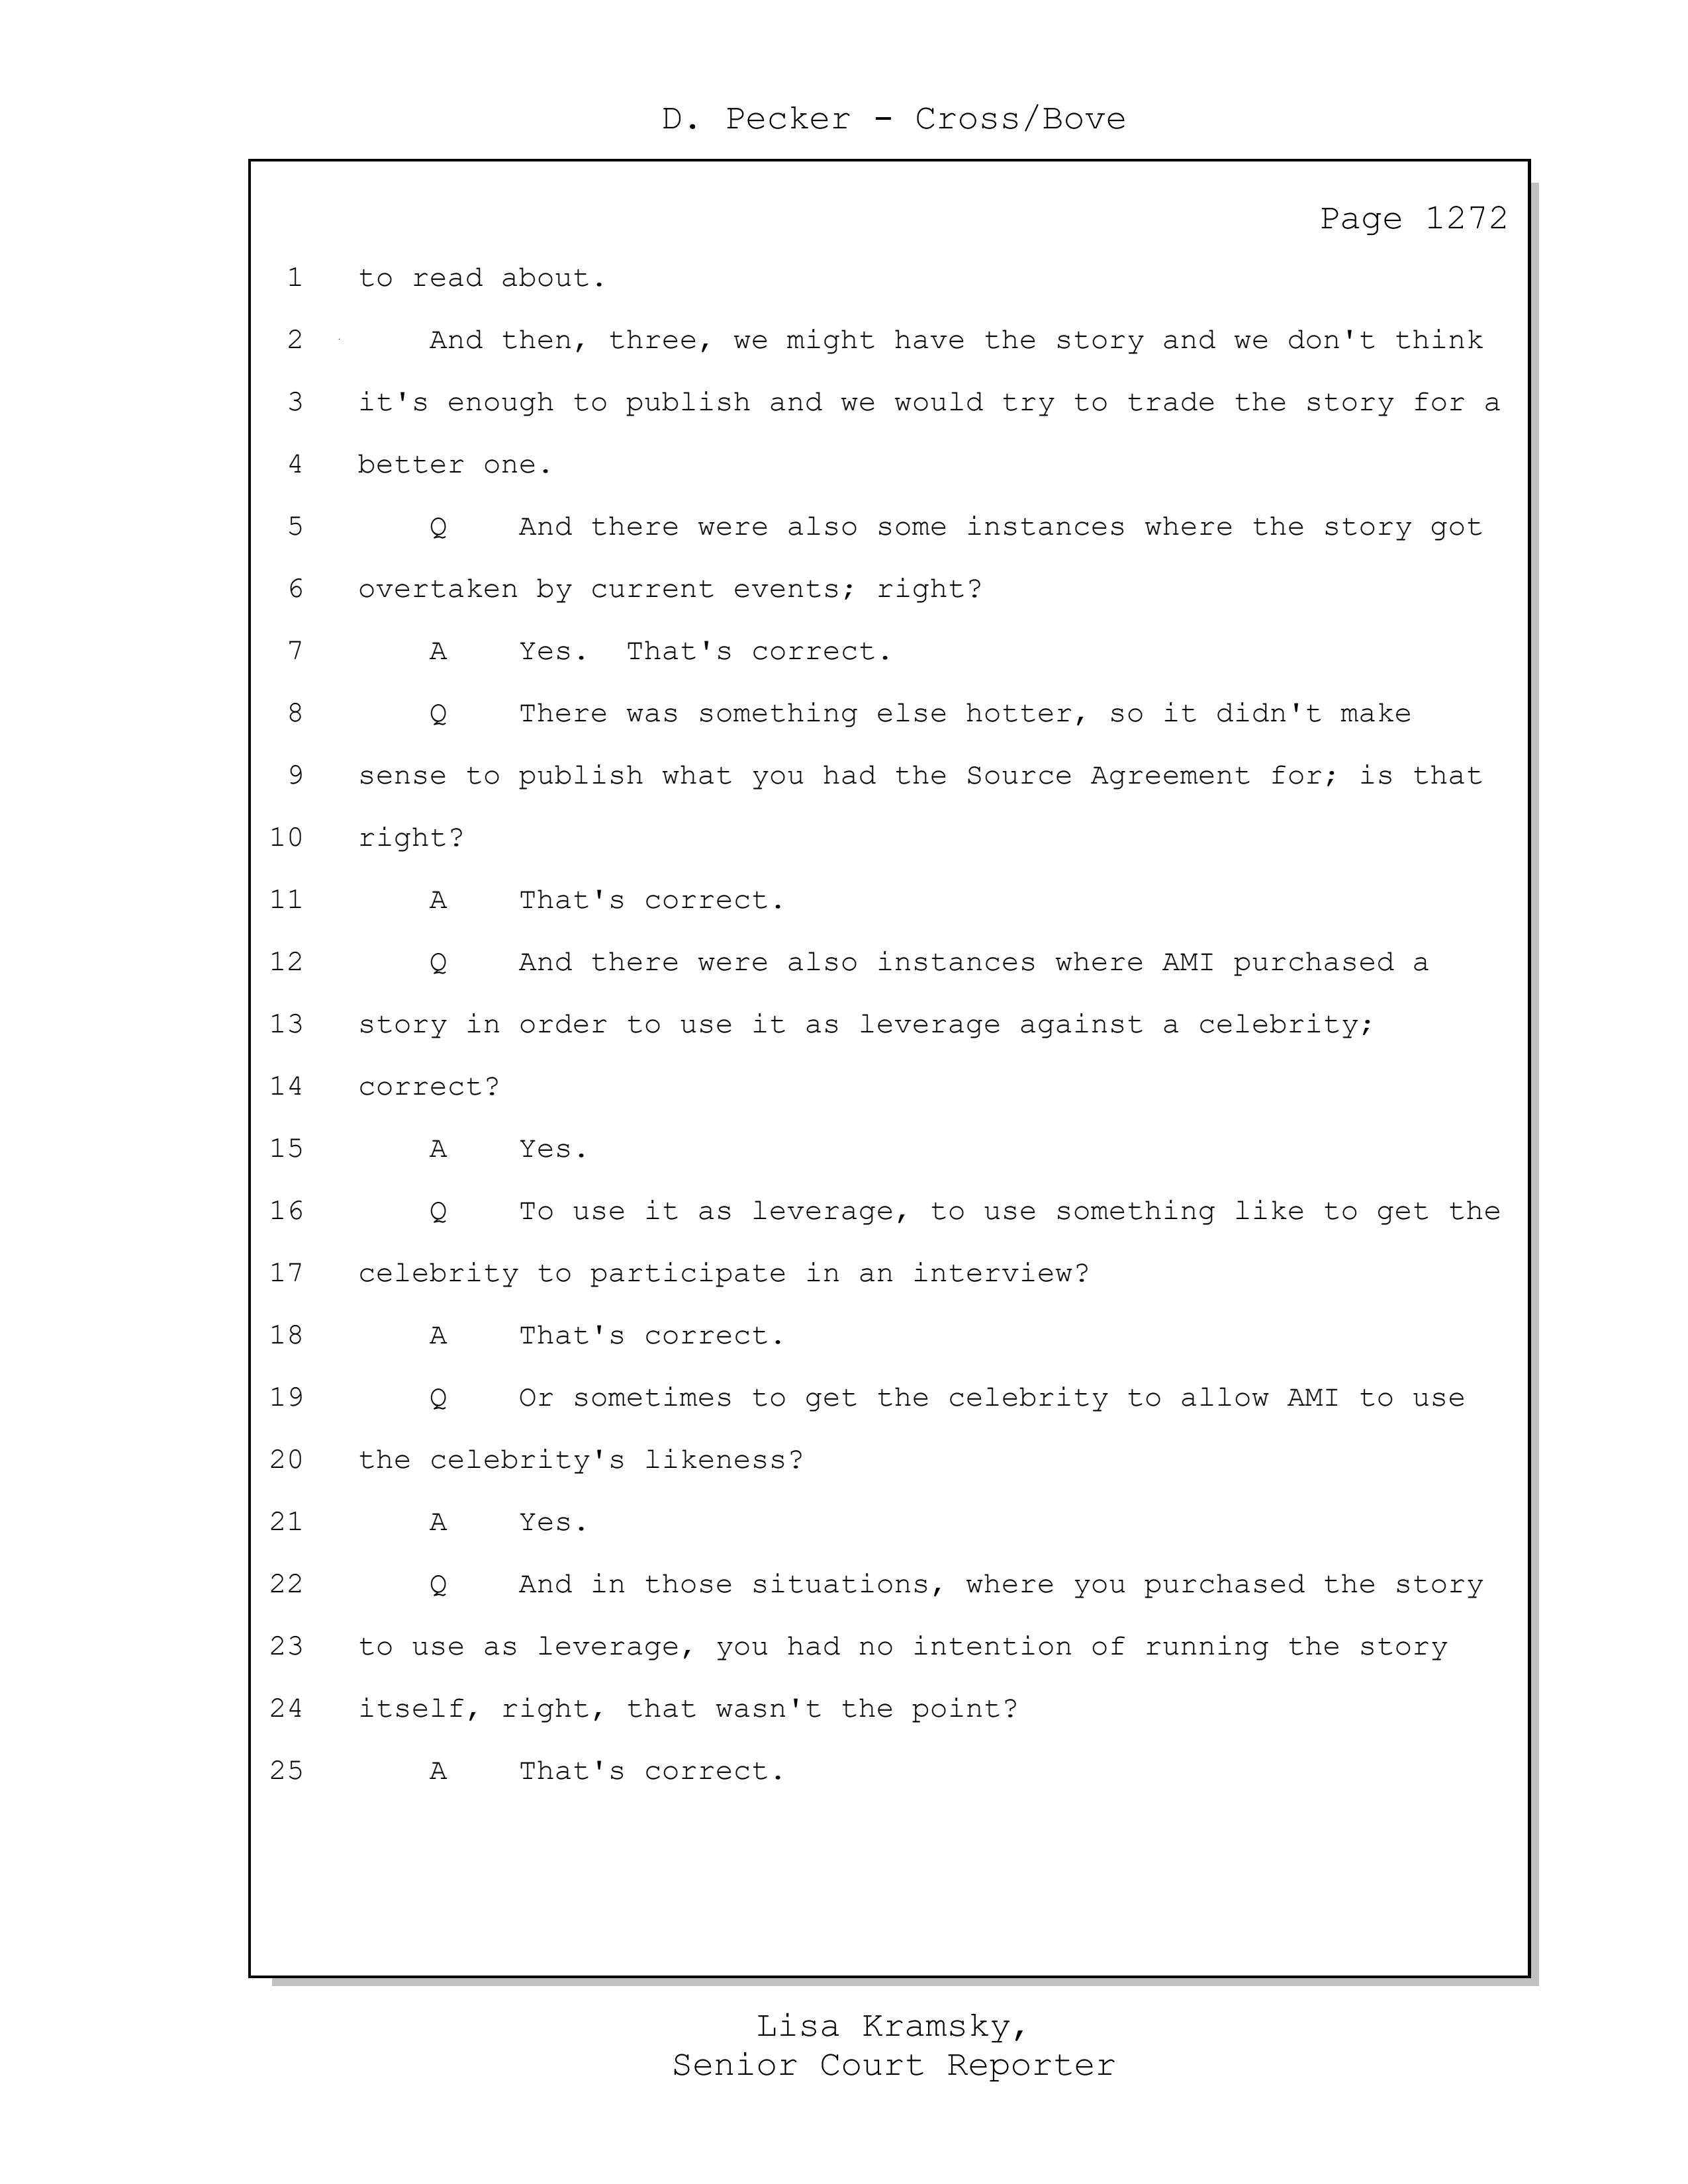 D. Pecker - Cross/Bove
Page 1272
1 to read about.
2 And then, three, we might have the story and we don't think
3 it's enough to publish and we would try to trade the story for a
4 better one.
5 Q And there were also some instances where the story got
6 overtaken by current events; right?
7 A Yes. That's correct.
8 Q There was something else hotter, so it didn't make
9 sense to publish what you had the Source Agreement for; is that
10 right?
11 A That's correct.
12 Q And there were also instances where AMI purchased a
13 story in order to use it as leverage against a celebrity;
14 correct?
15 A Yes.
16 Q To use it as leverage, to use something like to get the
17 celebrity to participate in an interview?
18 A That's correct.
19 Q Or sometimes to get the celebrity to allow AMI to use
20 the celebrity's likeness?
21 A Yes.
22 Q And in those situations, where you purchased the story
23 to use as leverage, you had no intention of running the story
24 itself, right, that wasn't the point?
25 A That's correct.
Lisa Kramsky,
Senior Court Reporter